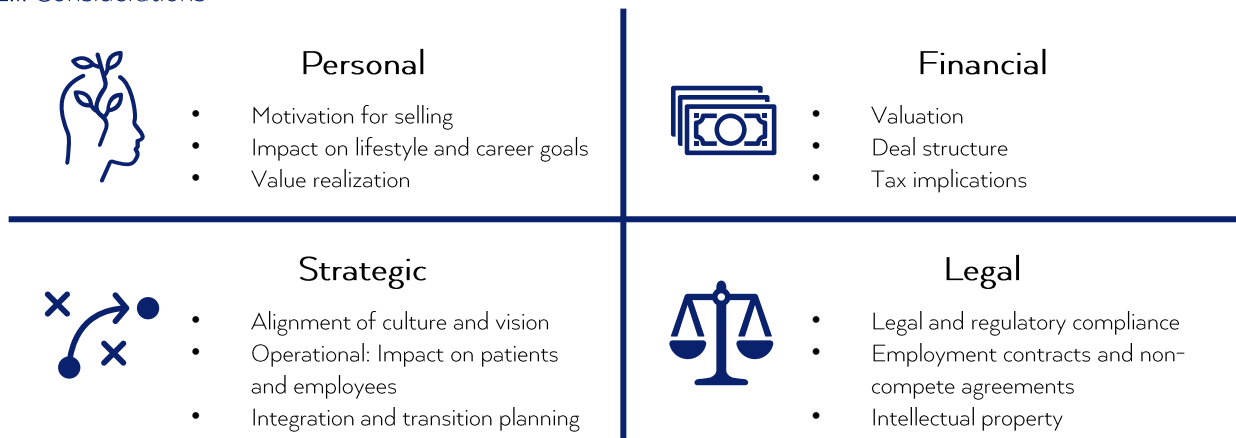 Considerations
Personal
• Motivation for selling
• Impact on lifestyle and career goals
• Value realization
Financial
• Valuation
• Deal structure
• Tax implications
Strategic
• Alignment of culture and vision
• Operational: Impact on patients
and employees
• Integration and transition planning
Legal
• Legal and regulatory compliance
• Employment contracts and non-
compete agreements
• Intellectual property